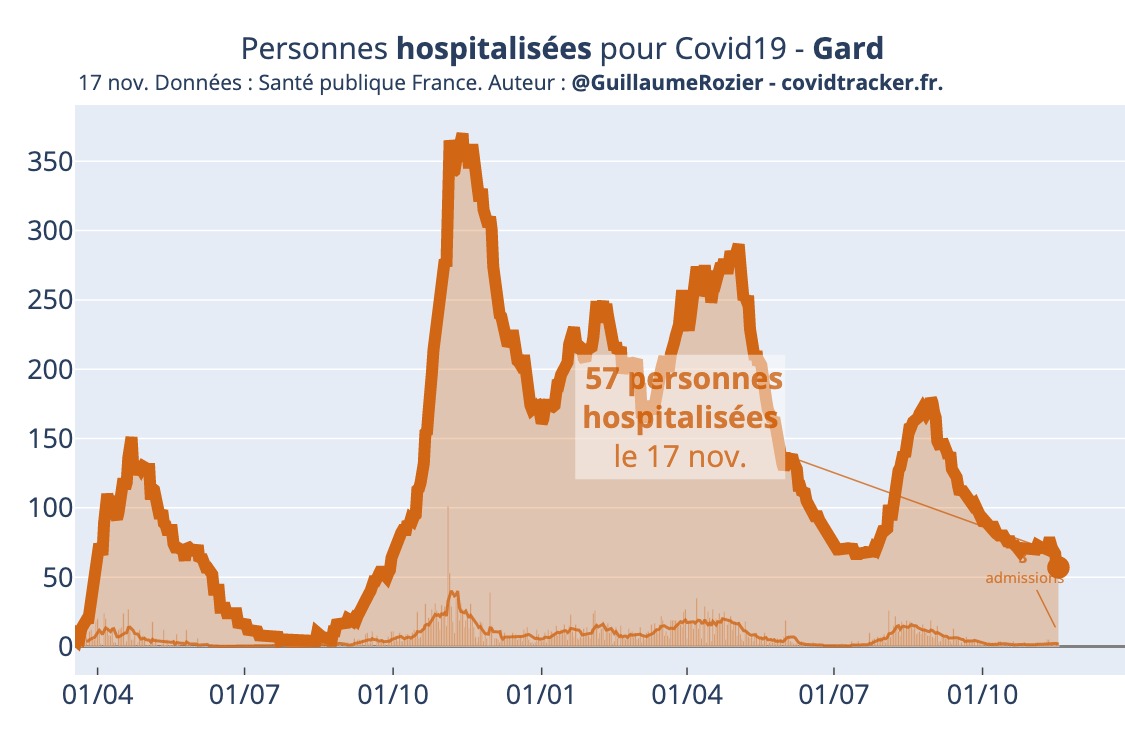 Personnes hospitalisées pour Covid19 - Gard
17 nov. Données : Santé publique France. Auteur : @GuillaumeRozier - covidtracker.fr.
350
300
250
200
150
100
50
0
57 personnes
hospitalisées
le 17 nov.
admissions
01/04 01/07 01/10 01/01 01/04 01/07 01/10